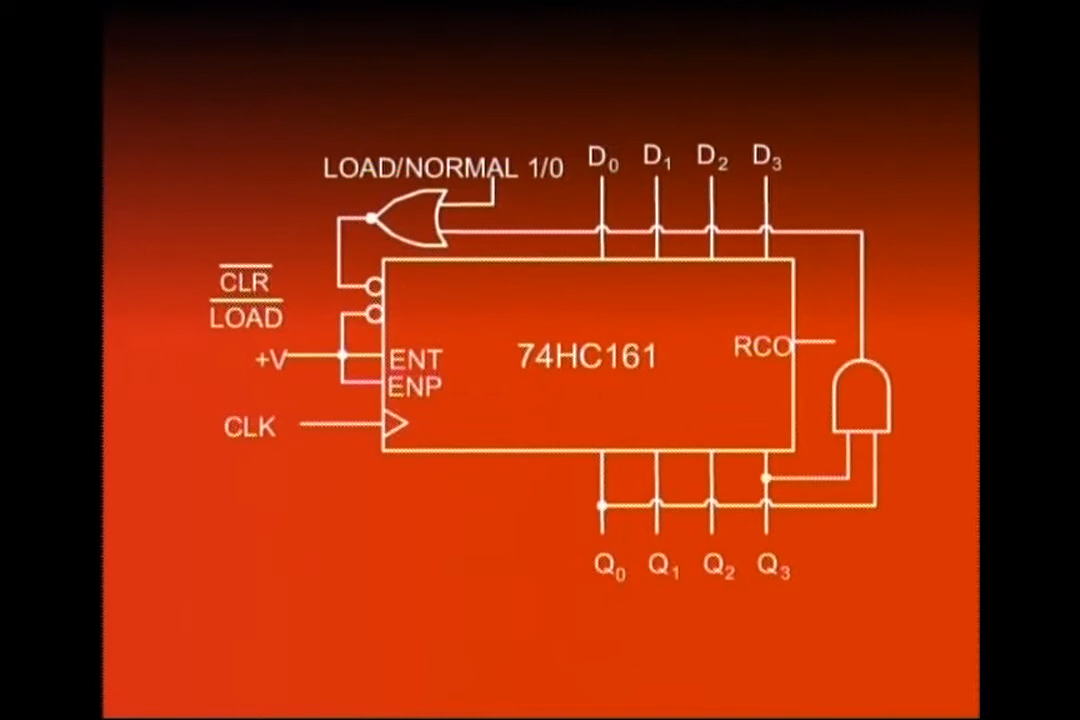 LOAD/NORMAL 1/0
D₀ D₁ D₂ D₃
CLR
LOAD
+V
ENT
ENP
CLK
74HC161
RCO
Q₀ Q₁ Q₂ Q₃